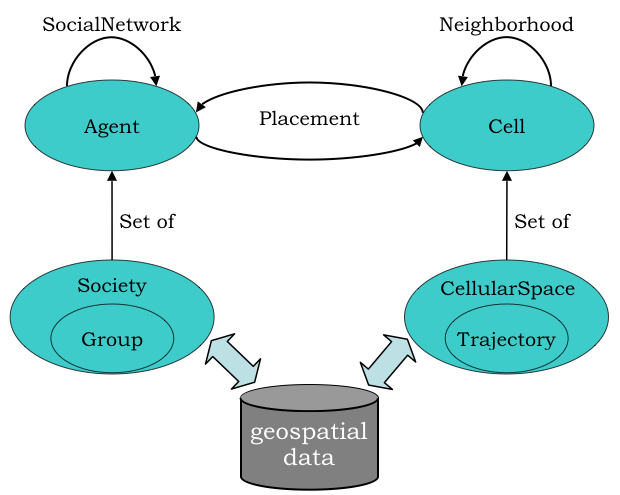 SocialNetwork
Neighborhood
Agent
Placement
Cell
Set of
Set of
Society
CellularSpace
Group
Trajectory
geospatial
data